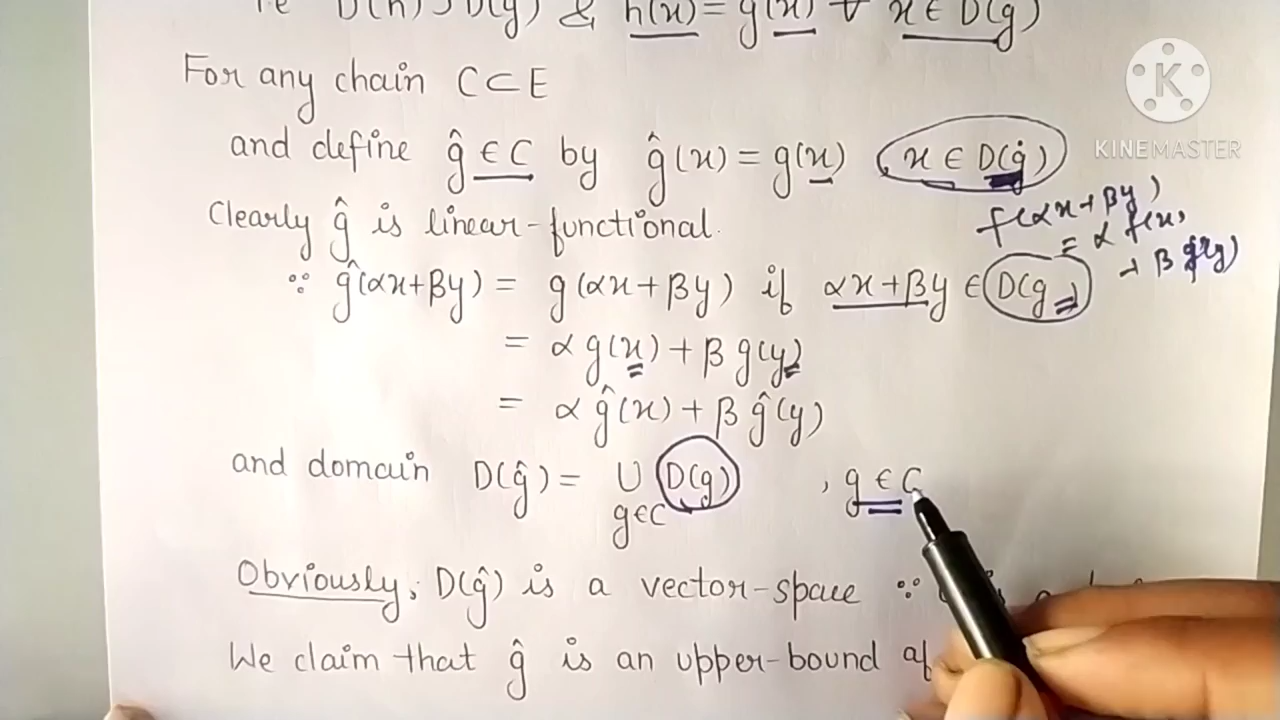 ie D(h) ⊃ D(g) & h(x) = g(x) ∀ x ∈ D(g)
For any chain C ⊂ E
KINEMASTER
and define ĝ ∈ C by ĝ(x) = g(x) , x ∈ D(g)
Clearly ĝ is linear-functional.
f(αx+βy)
= α f(x)
+ β f(y)
∵ ĝ(αx+βy) = g(αx+βy) if αx+βy ∈ D(g)
= α g(x) + β g(y)
= α ĝ(x) + β ĝ(y)
and domain D(ĝ) = ∪ D(g) , g ∈ C
g∈C
Obviously, D(ĝ) is a vector-space ∵
We claim that ĝ is an upper-bound of